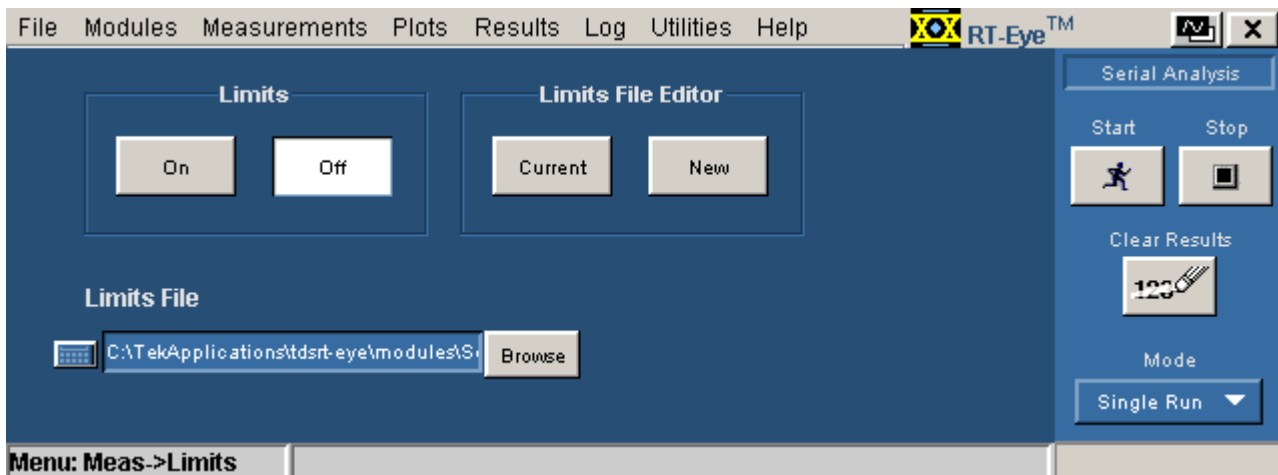 File Modules Measurements Plots Results Log Utilities Help RT-Eye™
Serial Analysis
Limits Limits File Editor
On Off Current New
Start Stop
Clear Results
123
Limits File
C:\TekApplications\tdsrt-eye\modules\S Browse
Mode
Single Run
Menu: Meas->Limits